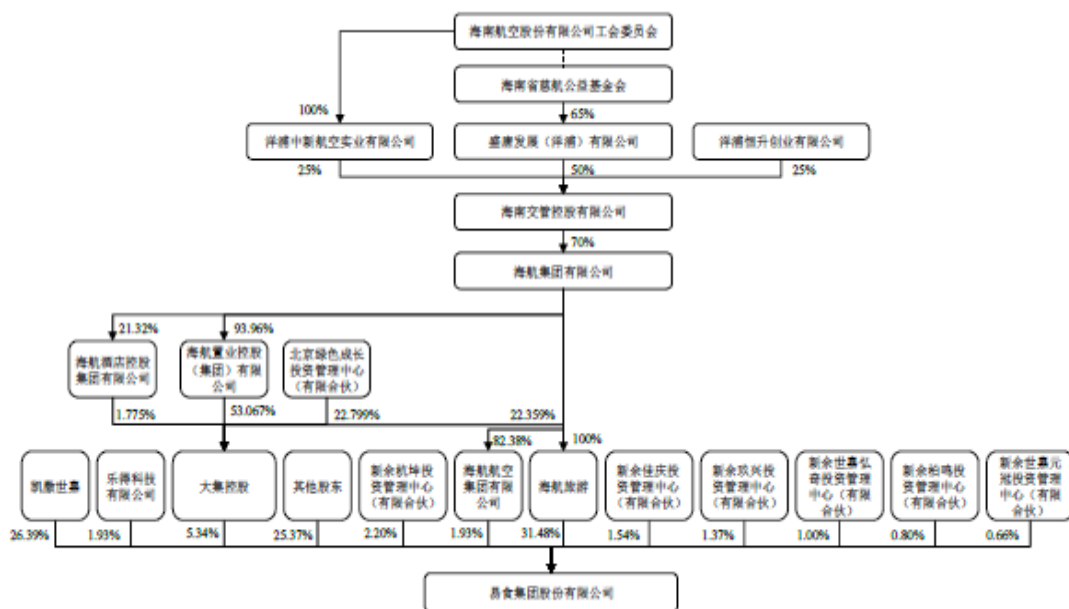 海南航空股份有限公司工会委员会
海南省慈航公益基金会
100%
65%
洋浦中新航空实业有限公司
盛唐发展（洋浦）有限公司
洋浦恒升创业有限公司
25%
50%
25%
海南交管控股有限公司
70%
海航集团有限公司
21.32%
93.96%
海航酒店控股
集团有限公司
海航置业控股
（集团）有限
公司
北京绿色成长
投资管理中心
（有限合伙）
1.775%
53.067%
22.799%
22.359%
82.38%
100%
凯撒世嘉
乐得科技
有限公司
大集控股
其他股东
新余杭坤投
资管理中心
（有限合伙）
海航航空
集团有限
公司
海航旅游
新余佳庆投
资管理中心
（有限合伙）
新余玖兴投
资管理中心
（有限合伙）
新余世嘉弘
奇投资管理
中心（有限
合伙）
新余柏鸣投
资管理中心
（有限合伙）
新余世嘉元
冠投资管理
中心（有限
合伙）
26.39%
1.93%
5.34%
25.37%
2.20%
1.93%
31.48%
1.54%
1.37%
1.00%
0.80%
0.66%
易食集团股份有限公司